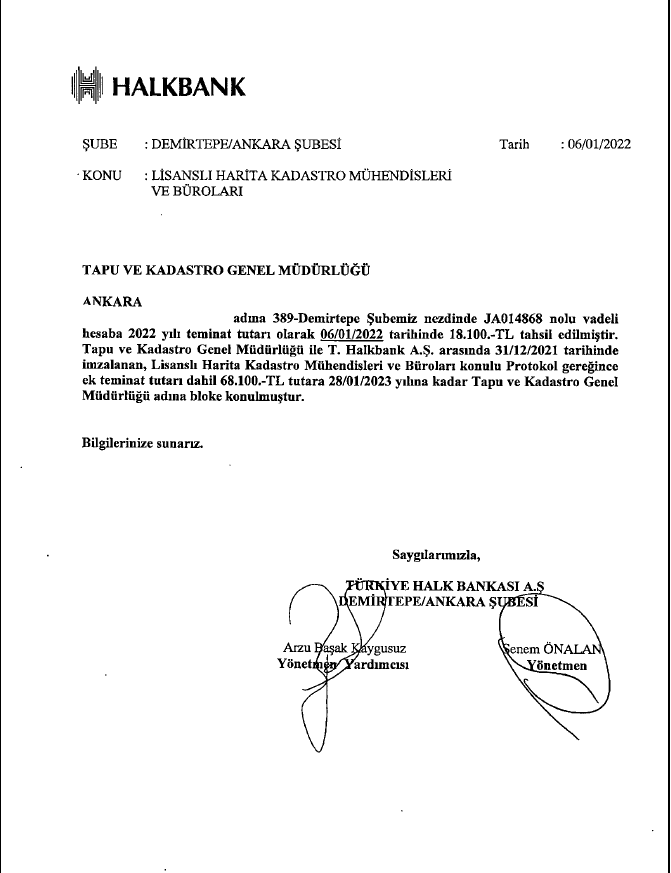 HALKBANK
ŞUBE : DEMİRTEPE/ANKARA ŞUBESİ Tarih : 06/01/2022
KONU : LİSANSLI HARİTA KADASTRO MÜHENDİSLERİ
VE BÜROLARI
TAPU VE KADASTRO GENEL MÜDÜRLÜĞÜ
ANKARA
adına 389-Demirtepe Şubemiz nezdinde JA014868 nolu vadeli
hesaba 2022 yılı teminat tutarı olarak 06/01/2022 tarihinde 18.100.-TL tahsil edilmiştir.
Tapu ve Kadastro Genel Müdürlüğü ile T. Halkbank A.Ş. arasında 31/12/2021 tarihinde
imzalanan, Lisanslı Harita Kadastro Mühendisleri ve Büroları konulu Protokol gereğince
ek teminat tutarı dahil 68.100.-TL tutara 28/01/2023 yılına kadar Tapu ve Kadastro Genel
Müdürlüğü adına bloke konulmuştur.
Bilgilerinize sunarız.
Saygılarımızla,
TÜRKİYE HALK BANKASI A.Ş
DEMİRTEPE/ANKARA ŞUBESİ
Arzu Başak Kaygusuz Senem ÖNALAN
Yönetmen Yardımcısı Yönetmen